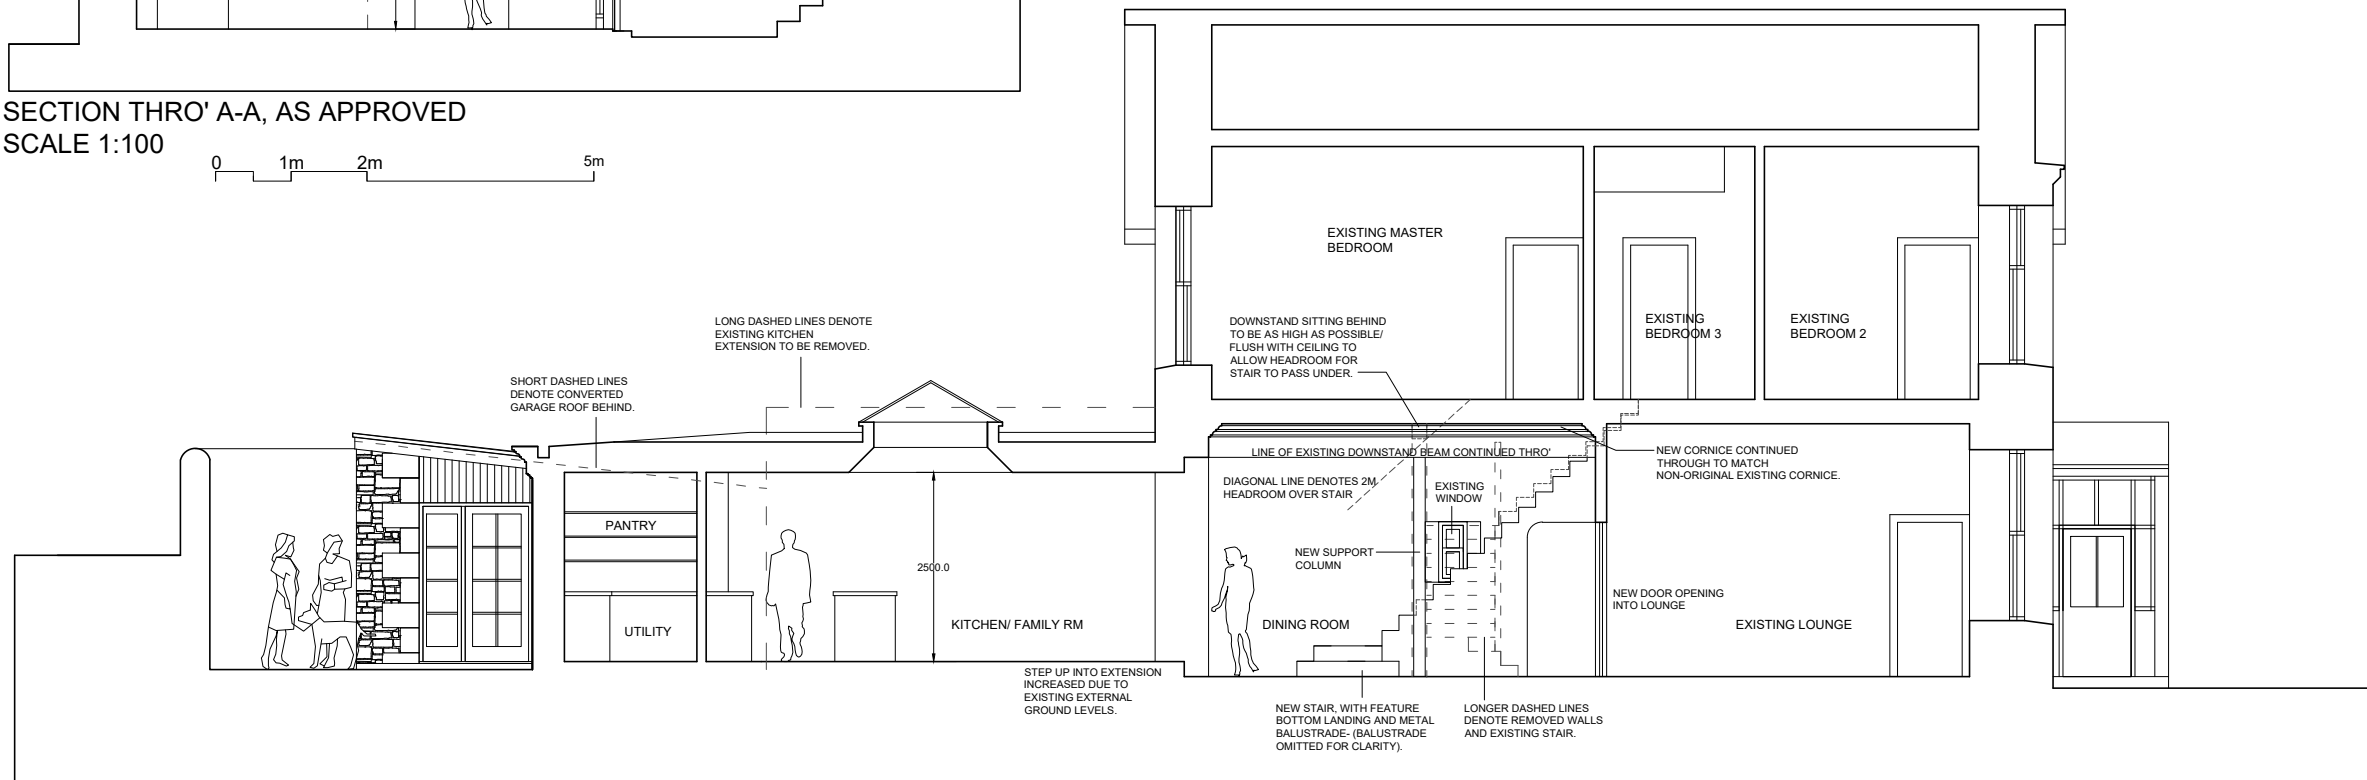 SECTION THRO' A-A, AS APPROVED
SCALE 1:100
0 1m 2m 5m
EXISTING MASTER
BEDROOM
EXISTING
BEDROOM 3
EXISTING
BEDROOM 2
LONG DASHED LINES DENOTE
EXISTING KITCHEN
EXTENSION TO BE REMOVED.
DOWNSTAND SITTING BEHIND
TO BE AS HIGH AS POSSIBLE/
FLUSH WITH CEILING TO
ALLOW HEADROOM FOR
STAIR TO PASS UNDER.
SHORT DASHED LINES
DENOTE CONVERTED
GARAGE ROOF BEHIND.
LINE OF EXISTING DOWNSTAND BEAM CONTINUED THRO'
NEW CORNICE CONTINUED
THROUGH TO MATCH
NON-ORIGINAL EXISTING CORNICE.
DIAGONAL LINE DENOTES 2M
HEADROOM OVER STAIR
EXISTING
WINDOW
PANTRY
2500.0
NEW SUPPORT
COLUMN
NEW DOOR OPENING
INTO LOUNGE
UTILITY
KITCHEN/ FAMILY RM
DINING ROOM
EXISTING LOUNGE
STEP UP INTO EXTENSION
INCREASED DUE TO
EXISTING EXTERNAL
GROUND LEVELS.
NEW STAIR, WITH FEATURE
BOTTOM LANDING AND METAL
BALUSTRADE- (BALUSTRADE
OMITTED FOR CLARITY).
LONGER DASHED LINES
DENOTE REMOVED WALLS
AND EXISTING STAIR.